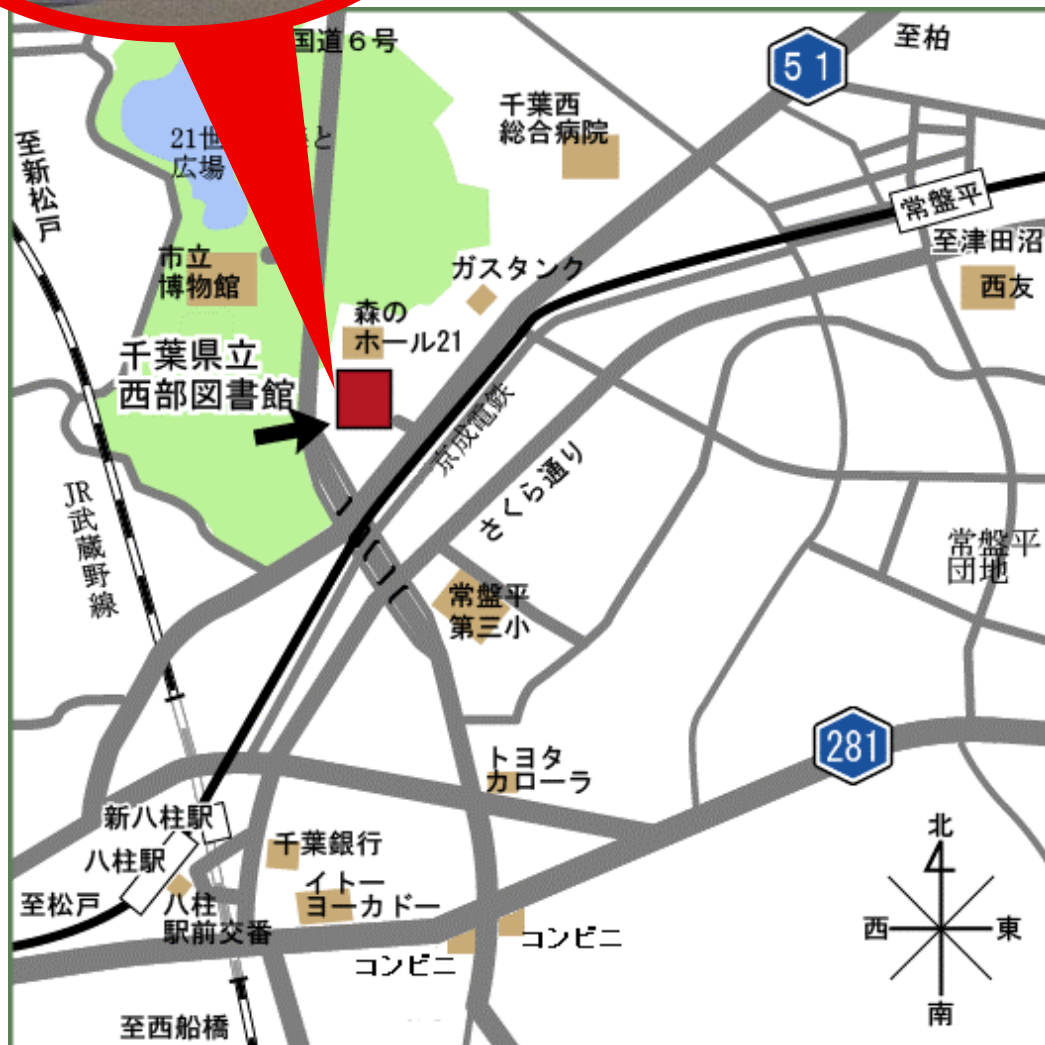 国道6号
至柏
51
千葉西
総合病院
至新松戸
21世
と
広場
常盤平
至津田沼
市立
博物館
ガスタンク
西友
森の
ホール21
千葉県立
西部図書館
京成電鉄
さくら通り
JR武蔵野線
常盤平
団地
常盤平
第三小
281
トヨタ
カローラ
新八柱駅
千葉銀行
八柱駅
イトー
ヨーカドー
至松戸
八柱
駅前交番
コンビニ
コンビニ
至西船橋
北
西
東
南